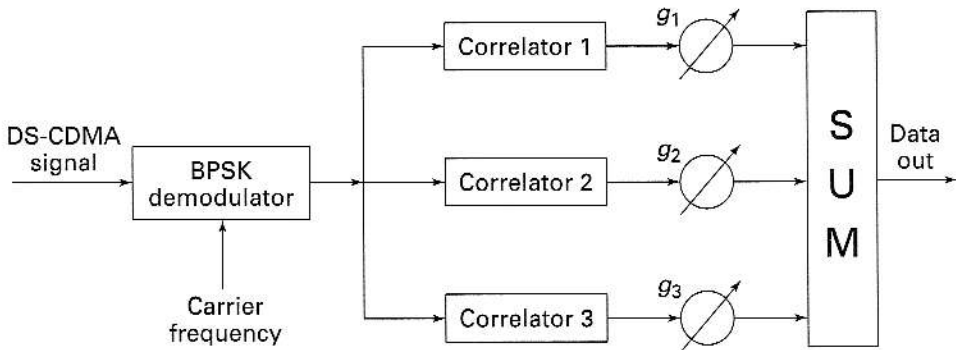 DS-CDMA
signal
BPSK
demodulator
Carrier
frequency
Correlator 1
g1
Correlator 2
g2
Correlator 3
g3
S
U
M
Data
out